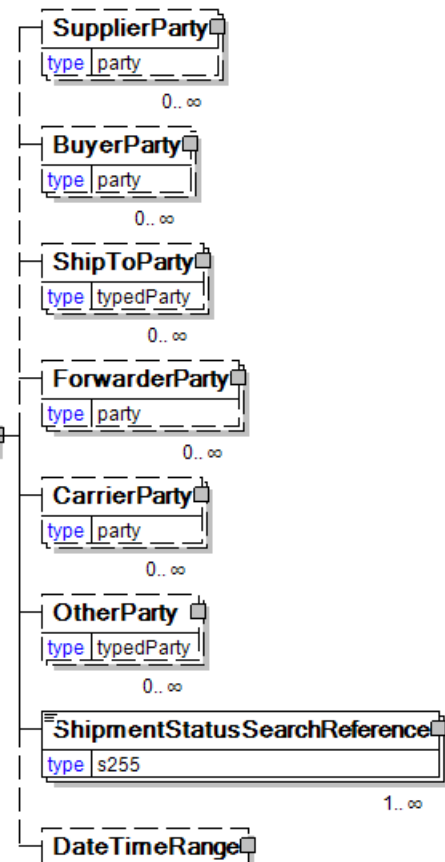 SupplierParty
type party
0.. ∞
BuyerParty
type party
0.. ∞
ShipToParty
type typedParty
0.. ∞
ForwarderParty
type party
0.. ∞
CarrierParty
type party
0.. ∞
OtherParty
type typedParty
0.. ∞
ShipmentStatusSearchReference
type s255
1.. ∞
DateTimeRange